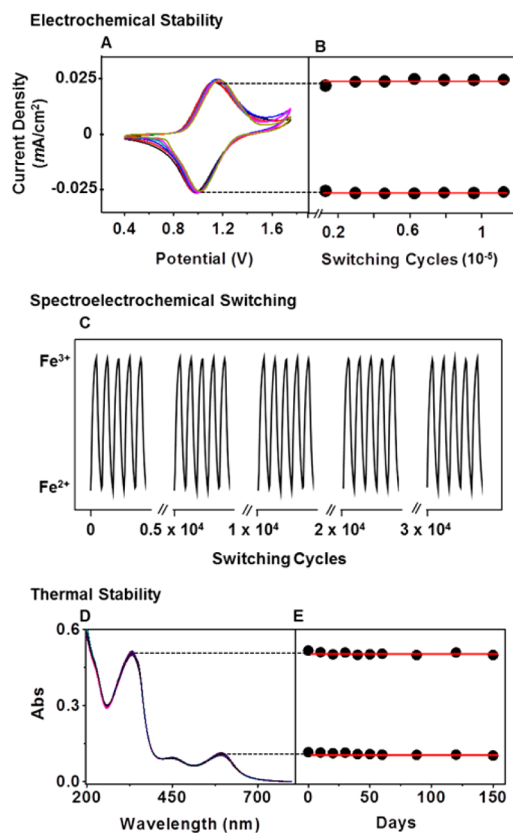 Electrochemical Stability
A
B
Current Density
(mA/cm²)
0.025
0
-0.025
0.4 0.8 1.2 1.6
Potential (V)
0.2 0.6 1
Switching Cycles (10⁻⁵)
Spectroelectrochemical Switching
C
Fe³⁺
Fe²⁺
0 0.5 1 x 10⁴ 1 x 10⁴ 2 x 10⁴ 3 x 10⁴
Switching Cycles
Thermal Stability
D
E
Abs
0.6
0.3
0.0
200 450 700
Wavelength (nm)
0 50 100 150
Days